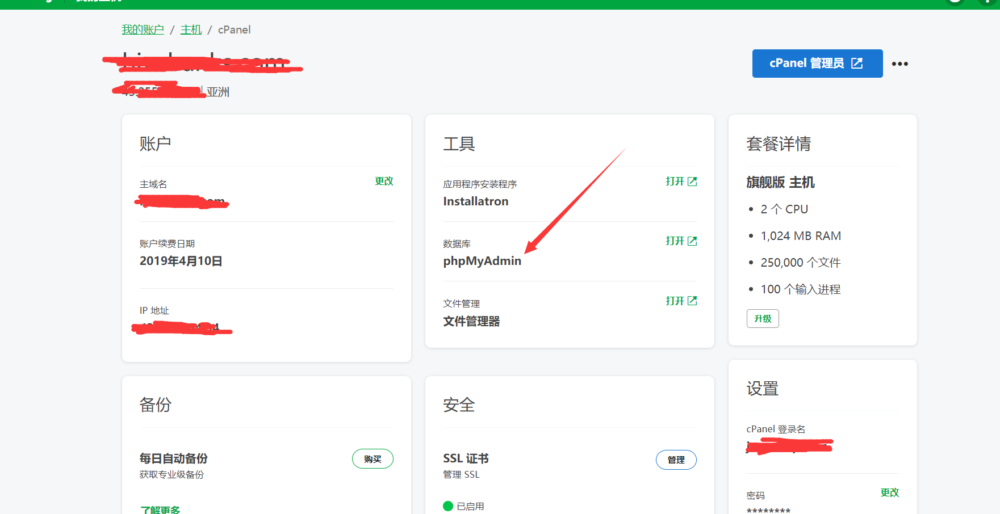 我的账户 / 主机 / cPanel
cPanel 管理员
亚洲
账户
主域名
更改
账户续费日期
2019年4月10日
IP 地址
工具
应用程序安装程序
打开
Installatron
数据库
打开
phpMyAdmin
文件管理
打开
文件管理器
套餐详情
旗舰版 主机
2 个 CPU
1,024 MB RAM
250,000 个文件
100 个输入进程
升级
备份
每日自动备份
购买
获取专业级备份
了解更多
安全
SSL 证书
管理
管理 SSL
已启用
设置
cPanel 登录名
密码
更改
********